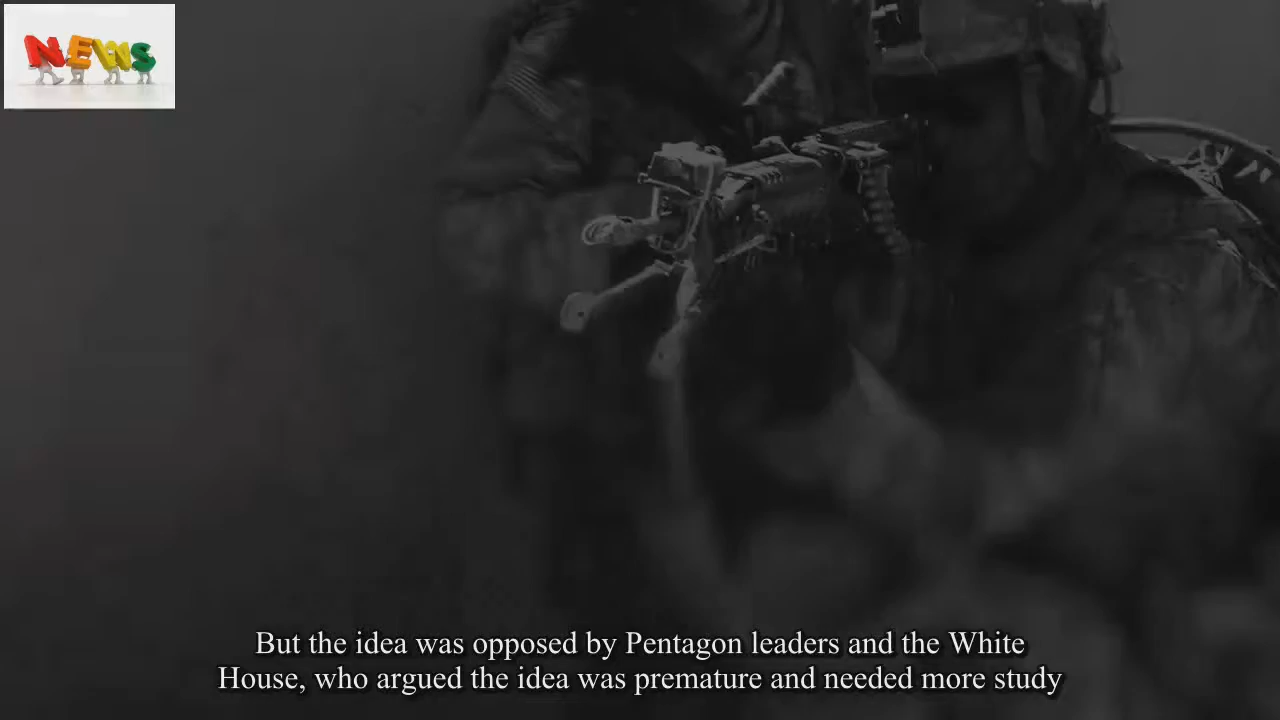 NEWS
But the idea was opposed by Pentagon leaders and the White
House, who argued the idea was premature and needed more study